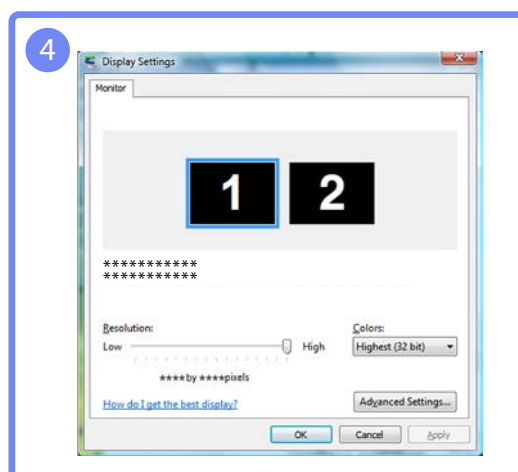 4
Display Settings
Monitor
1 2
***********
***********
Resolution: Colors:
Low High Highest (32 bit)
**** by ****pixels
How do I get the best display? Advanced Settings...
OK Cancel Apply